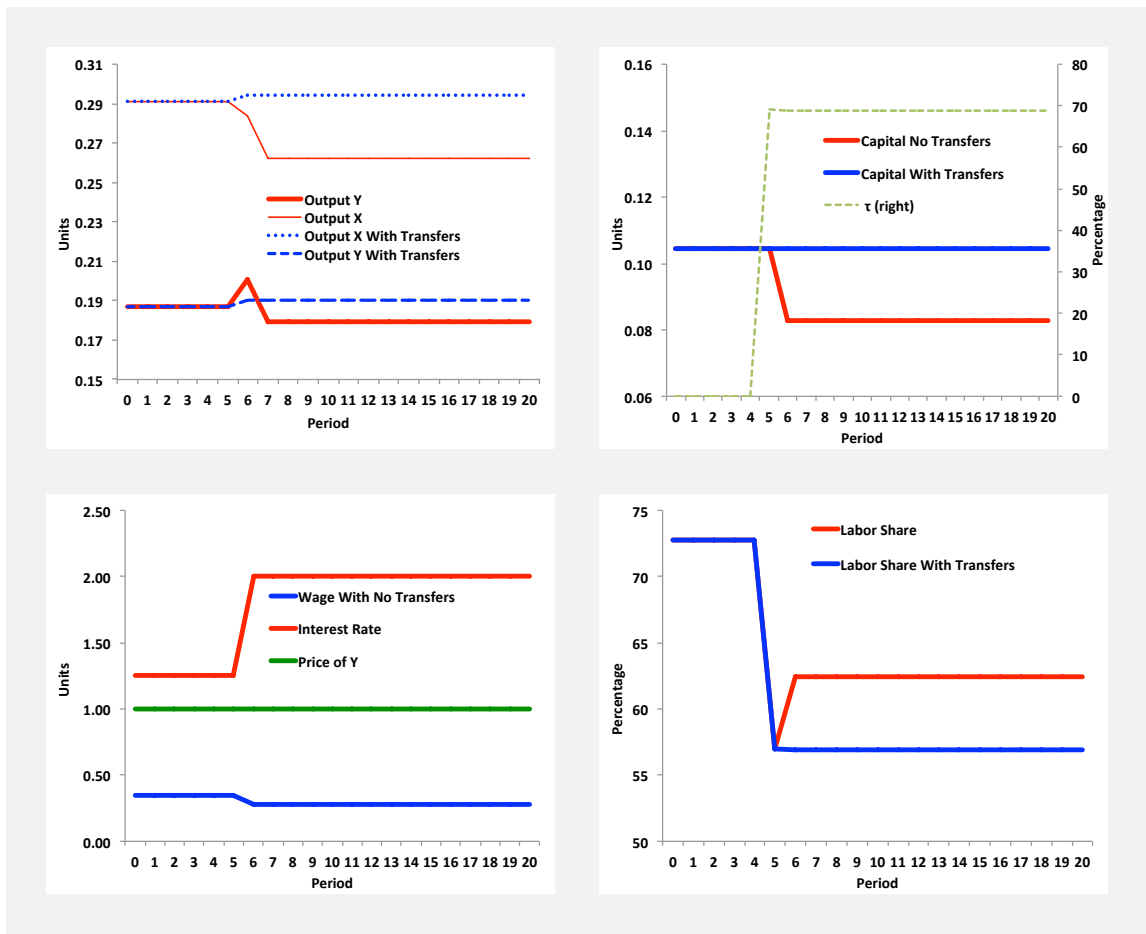 0.31
0.29
0.27
0.25
0.23
0.21
0.19
0.17
0.15
Units
Output Y
Output X
Output X With Transfers
Output Y With Transfers
0 1 2 3 4 5 6 7 8 9 10 11 12 13 14 15 16 17 18 19 20
Period
0.16
0.14
0.12
0.10
0.08
0.06
Units
Capital No Transfers
Capital With Transfers
τ (right)
80
70
60
50
40
30
20
10
0
Percentage
0 1 2 3 4 5 6 7 8 9 10 11 12 13 14 15 16 17 18 19 20
Period
2.50
2.00
1.50
1.00
0.50
0.00
Units
Wage With No Transfers
Interest Rate
Price of Y
0 1 2 3 4 5 6 7 8 9 10 11 12 13 14 15 16 17 18 19 20
Period
75
70
65
60
55
50
Percentage
Labor Share
Labor Share With Transfers
0 1 2 3 4 5 6 7 8 9 10 11 12 13 14 15 16 17 18 19 20
Period